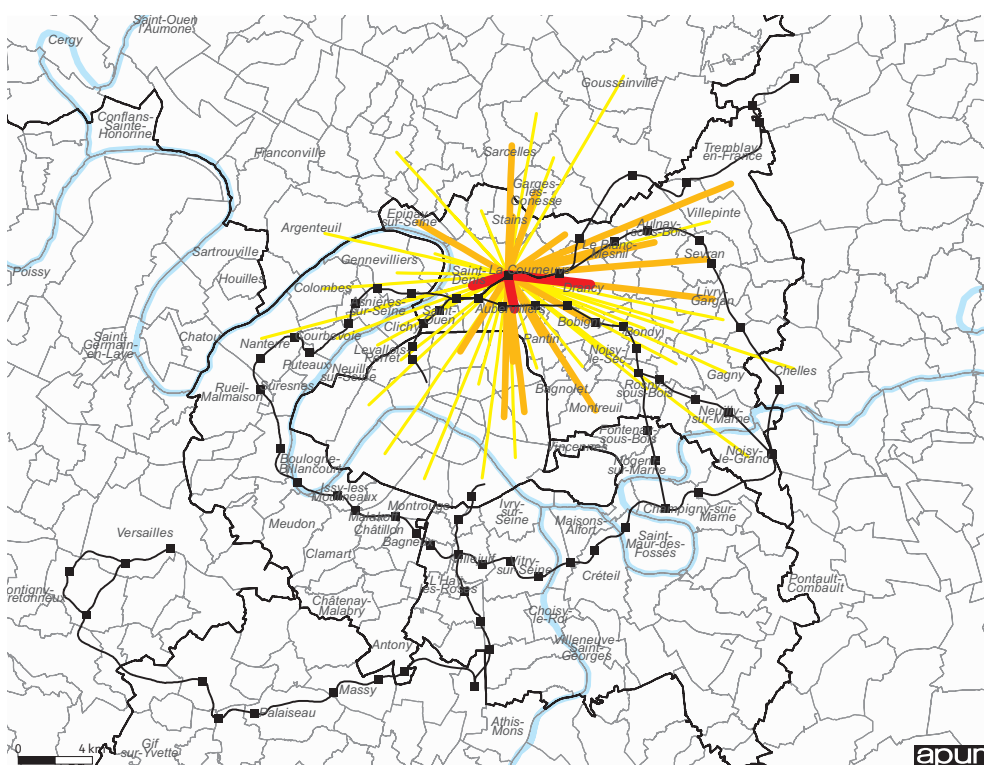 Saint-Ouen
l'Aumone
Cergy
Goussainville
Conflans-
Sainte-
Honorine
Franconville
Sarcelles
Tremblay
en-France
Garges-
les-
Gonesse
Epinay
sur-Seine
Stains
Villepinte
Argenteuil
Aulnay-
sous-Bois
Le Blanc-
Mesnil
Sartrouville
Gennevilliers
Sevran
Poissy
Houilles
Saint-
Denis
La Courneuve
Drancy
Livry
Gargan
Colombes
Asnières-
sur-Seine
Saint-
Ouen
Aubervilliers
Bobigny
Bondy
Saint-
Germain-
en-Laye
Chatou
Nanterre
Courbevoie
Clichy
Pantin
Noisy
le-Sec
Levallois
Perret
Puteaux
Neuilly
sur-Seine
Gagny
Chelles
Rueil-
Malmaison
Suresnes
Bagnolet
Rosny
sous-Bois
Montreuil
Neuilly
sur-Marne
Fontenay
sous-Bois
Vincennes
Noisy-
le-Grand
Nogent
sur-Marne
Boulogne-
Billancourt
Issy-les-
Moulineaux
Montrouge
Ivry-
sur-
Seine
Champigny-sur-
Marne
Malakoff
Châtillon
Bagneux
Maisons-
Alfort
Saint-
Maur-des-
Fossés
Meudon
Versailles
Clamart
Villejuif
Vitry-
sur-Seine
Créteil
L'Haÿ
les-Roses
Pontault-
Combault
ontigny-
retonneux
Châtenay-
Malabry
Choisy-
le-Roi
Antony
Villeneuve
Saint-
Georges
Massy
Palaiseau
Athis-
Mons
Gif
sur-Yvette
0 4 km
apur